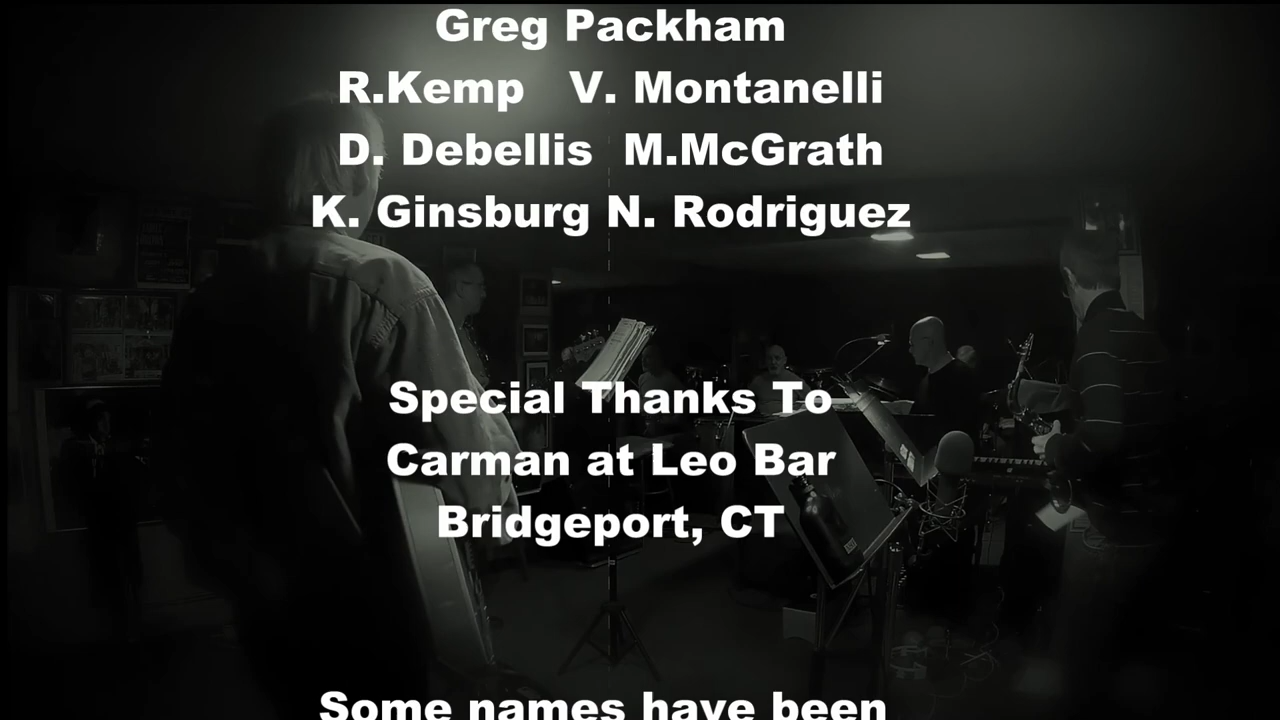 Greg Packham
R.Kemp   V. Montanelli
D. Debellis  M.McGrath
K. Ginsburg N. Rodriguez
Special Thanks To
Carman at Leo Bar
Bridgeport, CT
Some names have been